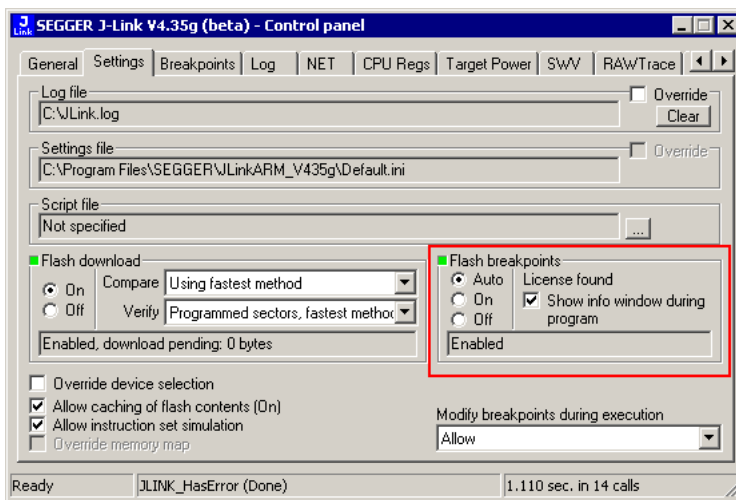 J Link SEGGER J-Link V4.35g (beta) - Control panel
General Settings Breakpoints Log NET CPU Regs Target Power SWV RAWTrace
Log file Override
C:\JLink.log Clear
Settings file Override
C:\Program Files\SEGGER\JLinkARM_V435g\Default.ini
Script file
Not specified ...
Flash download
On Compare Using fastest method
Off Verify Programmed sectors, fastest method
Enabled, download pending: 0 bytes
Flash breakpoints
Auto License found
On Show info window during
Off program
Enabled
Override device selection
Allow caching of flash contents (On)
Allow instruction set simulation
Override memory map
Modify breakpoints during execution
Allow
Ready JLINK_HasError (Done) 1.110 sec. in 14 calls